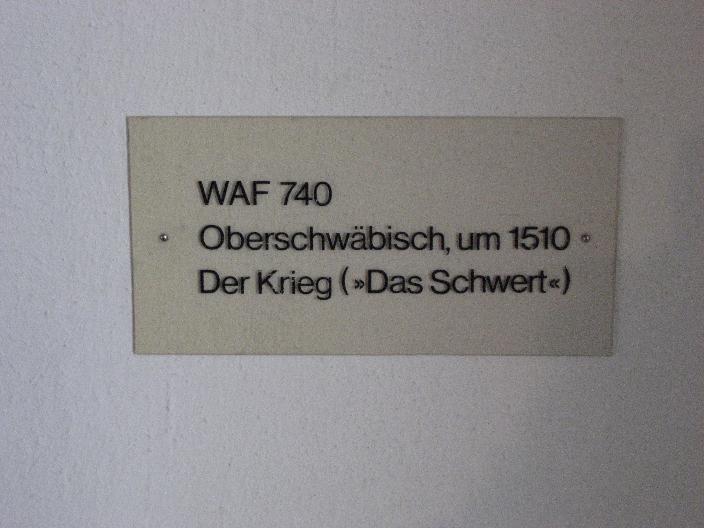 WAF 740
Oberschwäbisch, um 1510
Der Krieg (»Das Schwert«)